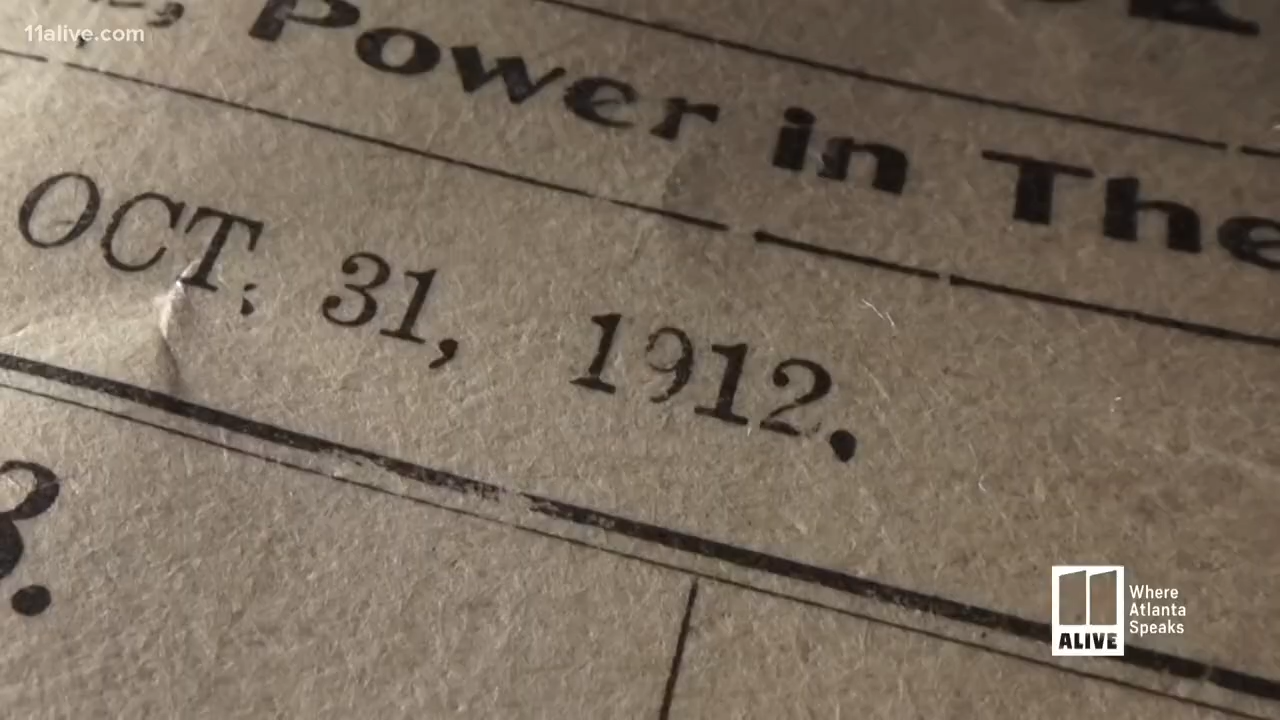 11alive.com
Power in The
OCT. 31, 1912.
Where
Atlanta
Speaks
ALIVE